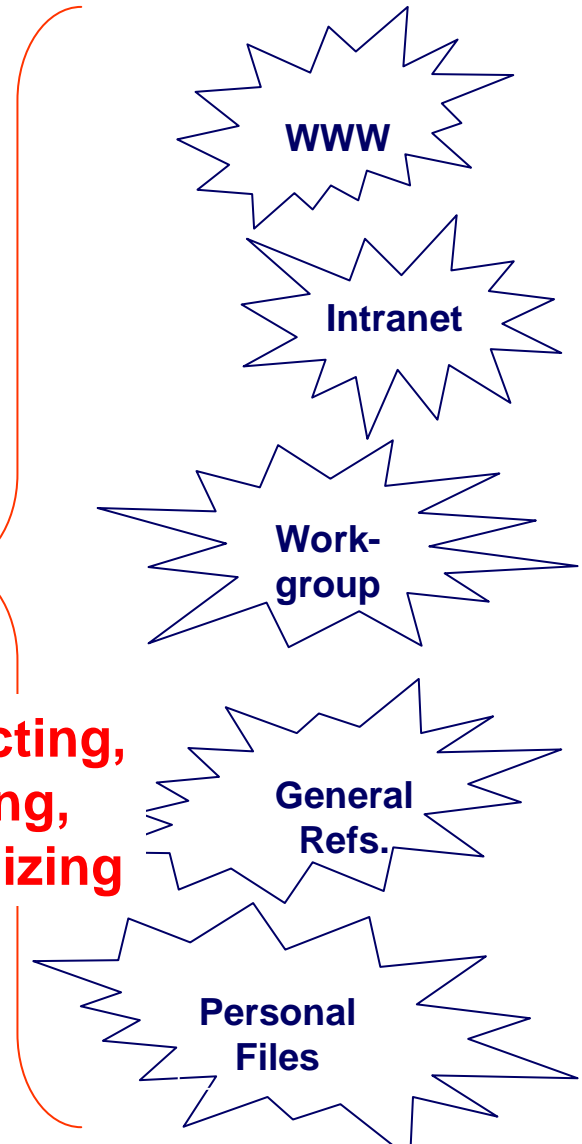 WWW
Intranet
Work-
group
cting,
General
ng,
Refs.
izing
Personal
Files